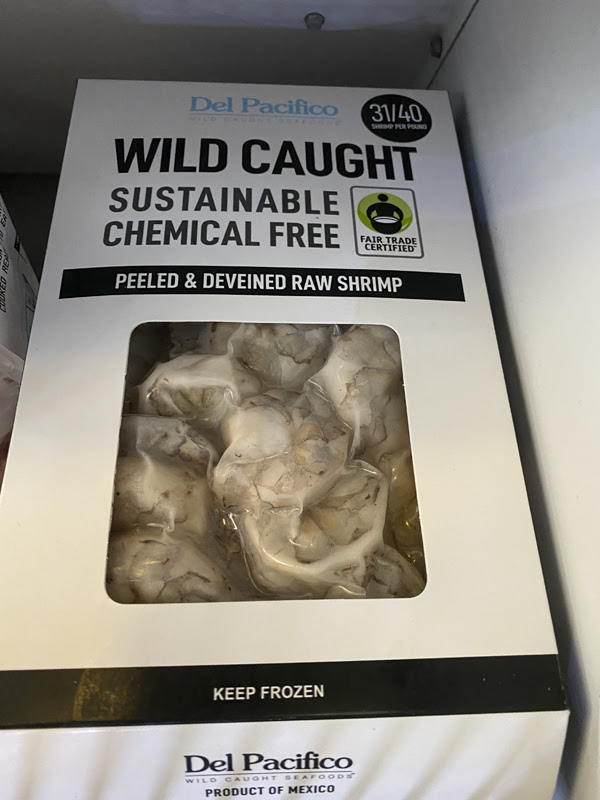 Del Pacifico
WILD CAUGHT SEAFOODS
31/40
SHRIMP PER POUND
WILD CAUGHT
SUSTAINABLE
CHEMICAL FREE
FAIR TRADE
CERTIFIED
PEELED & DEVEINED RAW SHRIMP
KEEP FROZEN
Del Pacifico
WILD CAUGHT SEAFOODS
PRODUCT OF MEXICO